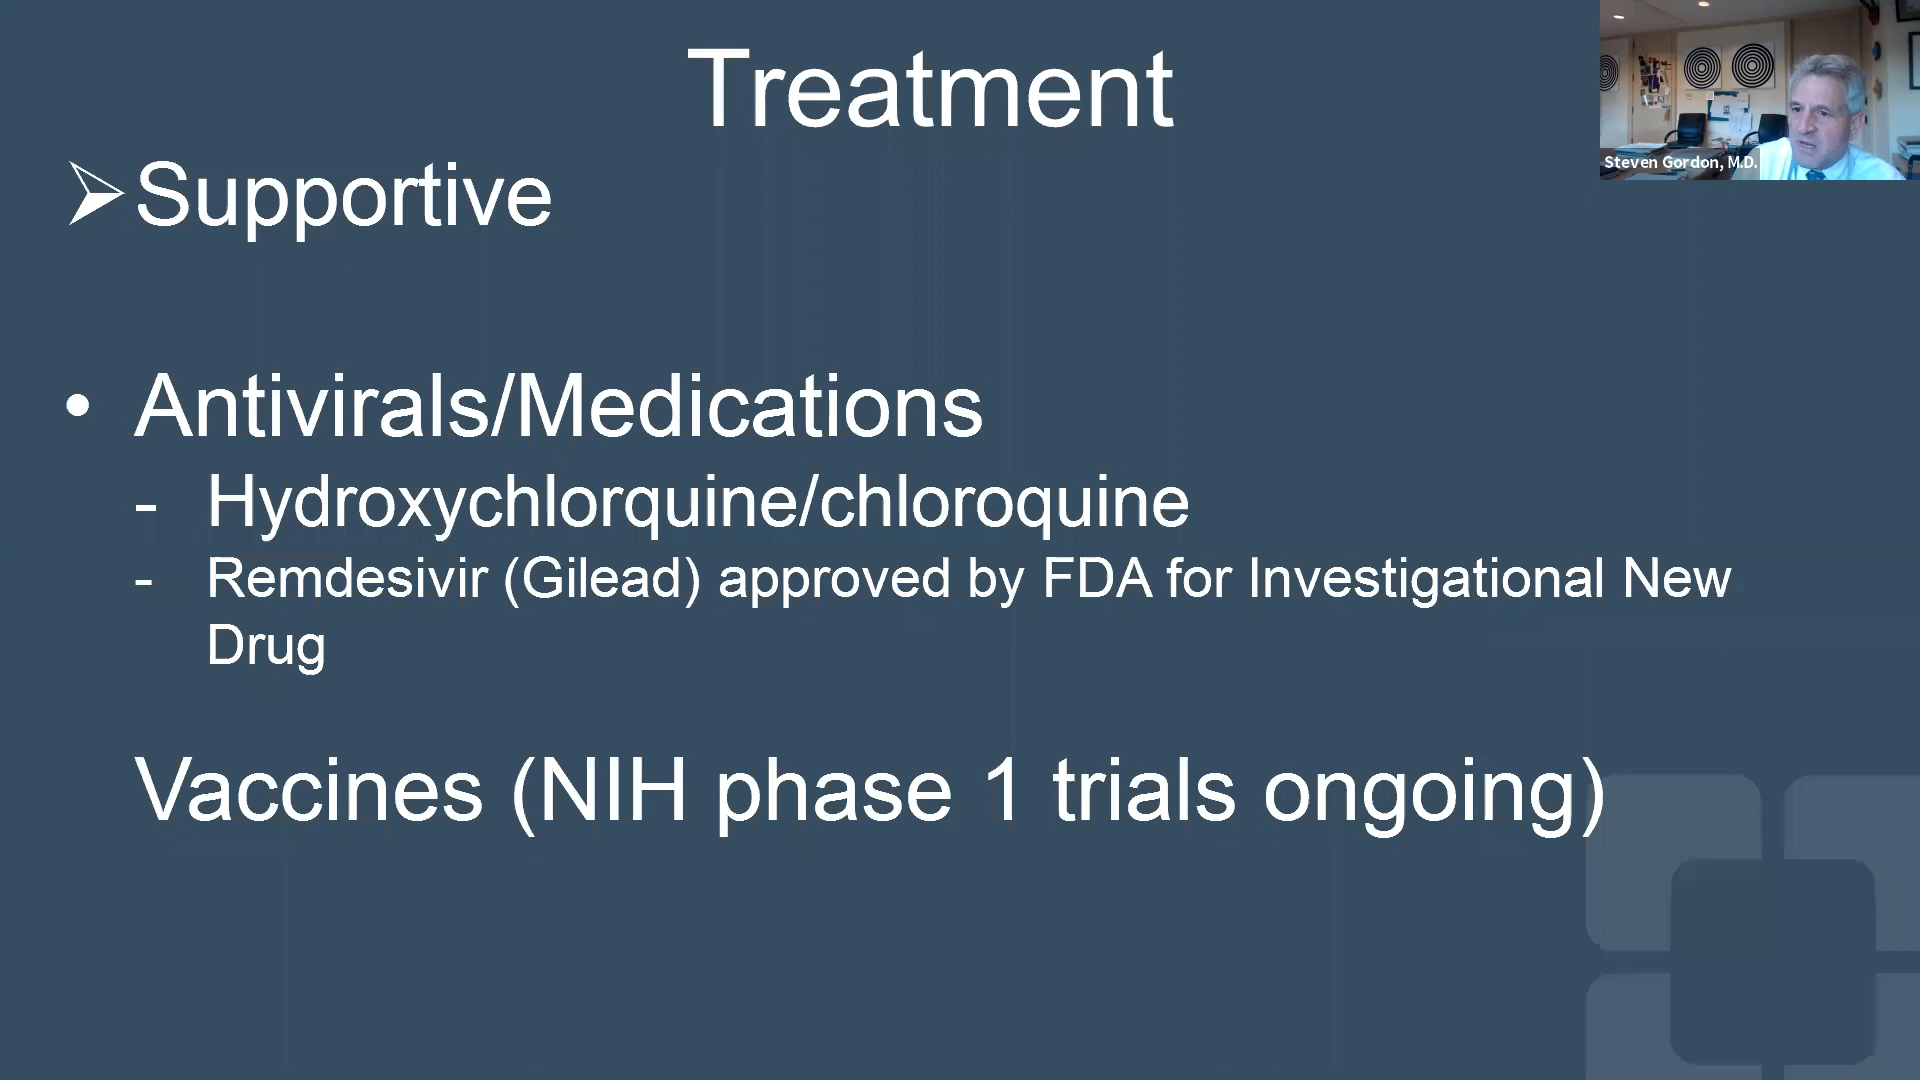 Treatment
Steven Gordon, M.D.
➢Supportive
• Antivirals/Medications
- Hydroxychlorquine/chloroquine
- Remdesivir (Gilead) approved by FDA for Investigational New
Drug
Vaccines (NIH phase 1 trials ongoing)